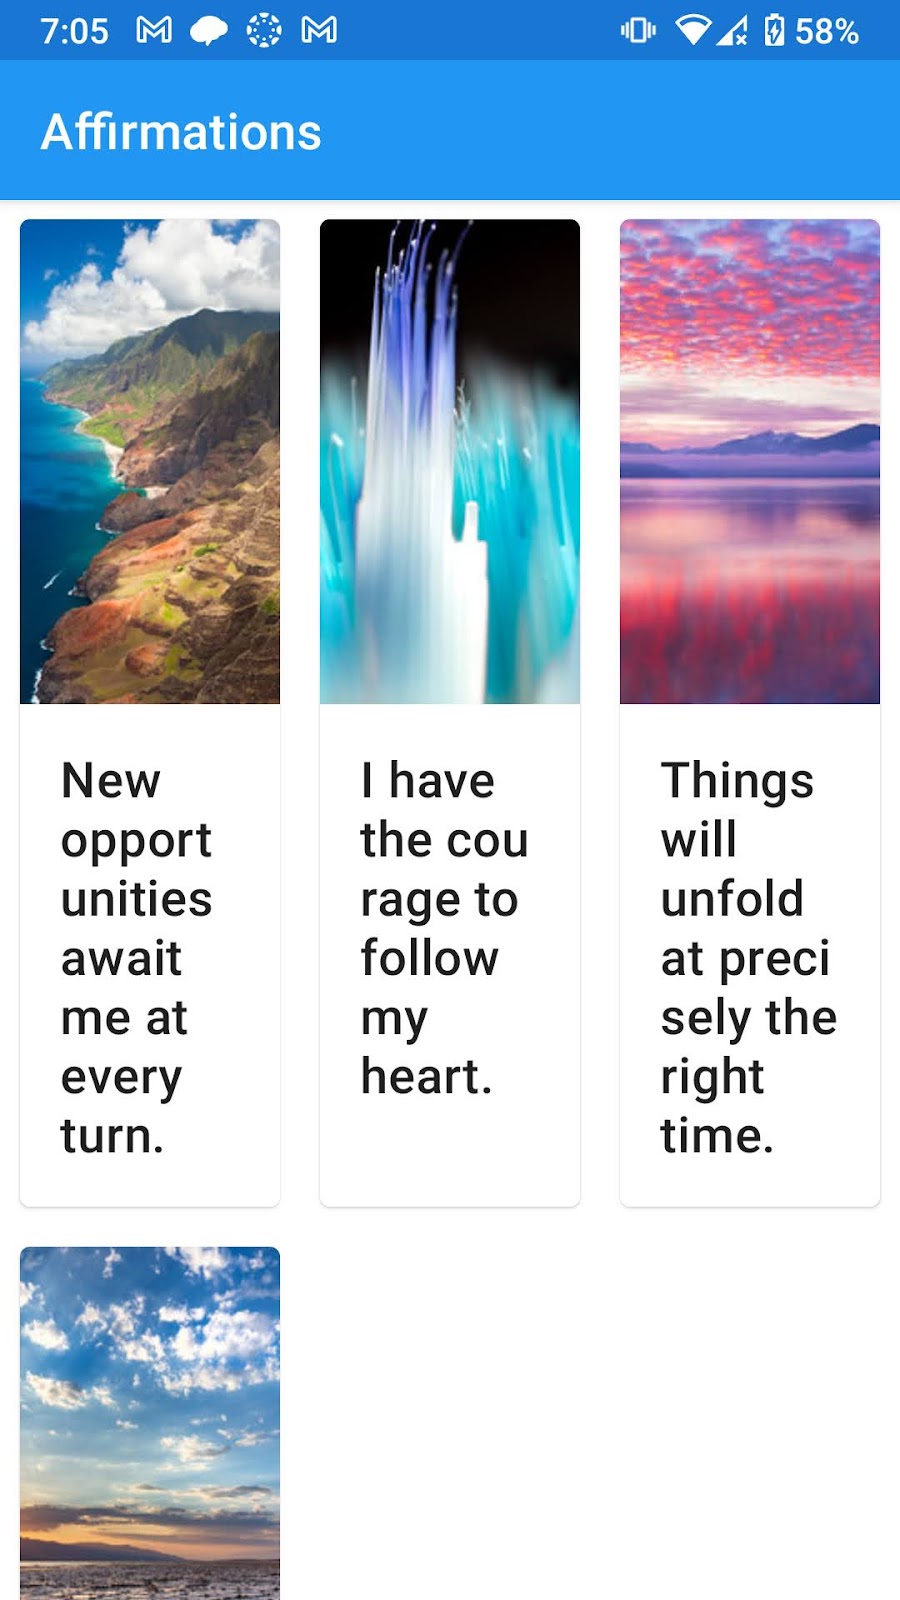 7:05 58%
Affirmations
New
opport
unities
await
me at
every
turn.
I have
the cou
rage to
follow
my
heart.
Things
will
unfold
at preci
sely the
right
time.